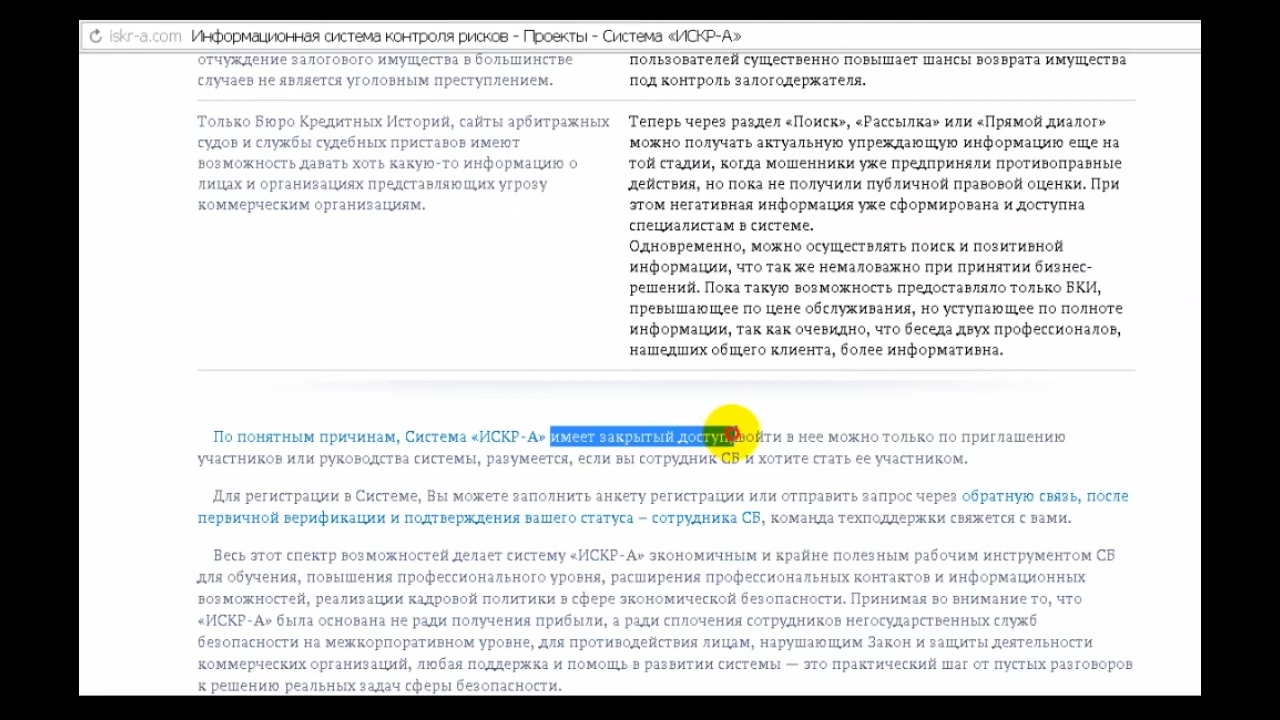 iskr-a.com Информационная система контроля рисков - Проекты - Система «ИСКР-А»
отчуждение залогового имущества в большинстве
случаев не является уголовным преступлением.
пользователей существенно повышает шансы возврата имущества
под контроль залогодержателя.
Только Бюро Кредитных Историй, сайты арбитражных
судов и службы судебных приставов имеют
возможность давать хоть какую-то информацию о
лицах и организациях представляющих угрозу
коммерческим организациям.
Теперь через раздел «Поиск», «Рассылка» или «Прямой диалог»
можно получать актуальную упреждающую информацию еще на
той стадии, когда мошенники уже предприняли противоправные
действия, но пока не получили публичной правовой оценки. При
этом негативная информация уже сформирована и доступна
специалистам в системе.
Одновременно, можно осуществлять поиск и позитивной
информации, что так же немаловажно при принятии бизнес-
решений. Пока такую возможность предоставляло только БКИ,
превышающее по цене обслуживания, но уступающее по полноте
информации, так как очевидно, что беседа двух профессионалов,
нашедших общего клиента, более информативна.
По понятным причинам, Система «ИСКР-А» имеет закрытый доступ, войти в нее можно только по приглашению
участников или руководства системы, разумеется, если вы сотрудник СБ и хотите стать ее участником.
Для регистрации в Системе, Вы можете заполнить анкету регистрации или отправить запрос через обратную связь, после
первичной верификации и подтверждения вашего статуса – сотрудника СБ, команда техподдержки свяжется с вами.
Весь этот спектр возможностей делает систему «ИСКР-А» экономичным и крайне полезным рабочим инструментом СБ
для обучения, повышения профессионального уровня, расширения профессиональных контактов и информационных
возможностей, реализации кадровой политики в сфере экономической безопасности. Принимая во внимание то, что
«ИСКР-А» была основана не ради получения прибыли, а ради сплочения сотрудников негосударственных служб
безопасности на межкорпоративном уровне, для противодействия лицам, нарушающим Закон и защиты деятельности
коммерческих организаций, любая поддержка и помощь в развитии системы — это практический шаг от пустых разговоров
к решению реальных задач сферы безопасности.